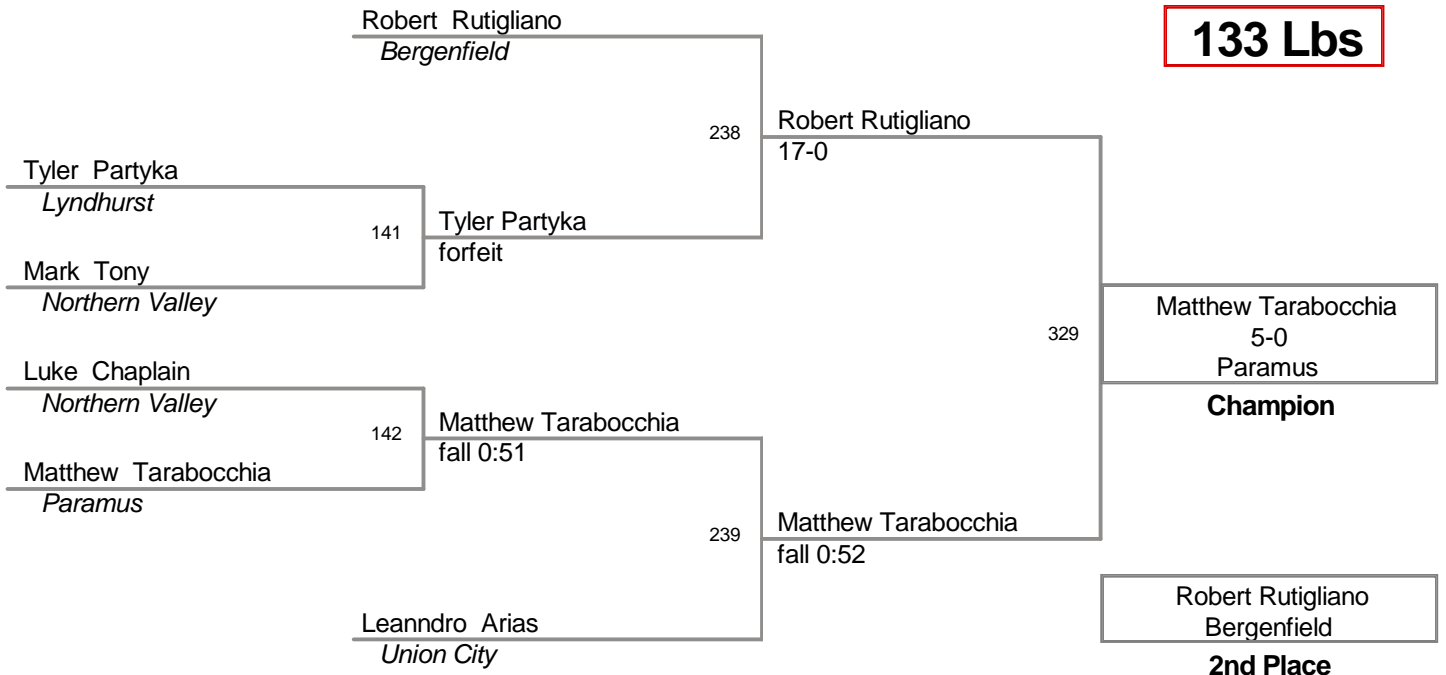 Robert Rutigliano
Bergenfield
133 Lbs
238
Robert Rutigliano
17-0
Tyler Partyka
Lyndhurst
141
Tyler Partyka
forfeit
Mark Tony
Northern Valley
329
Matthew Tarabocchia
5-0
Paramus
Champion
Luke Chaplain
Northern Valley
142
Matthew Tarabocchia
fall 0:51
Matthew Tarabocchia
Paramus
239
Matthew Tarabocchia
fall 0:52
Leanndro Arias
Union City
Robert Rutigliano
Bergenfield
2nd Place